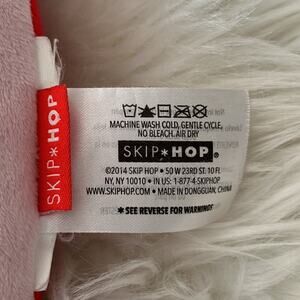 SKIP*HOP
MACHINE WASH COLD, GENTLE CYCLE,
NO BLEACH. AIR DRY
SKIP*HOP®
©2014 SKIP HOP • 50 W 23RD ST. 10 FL
NY, NY 10010 • IN US: 1-877-4-SKIPHOP
WWW.SKIPHOP.COM • MADE IN DONGGUAN, CHINA
*SEE REVERSE FOR WARNINGS